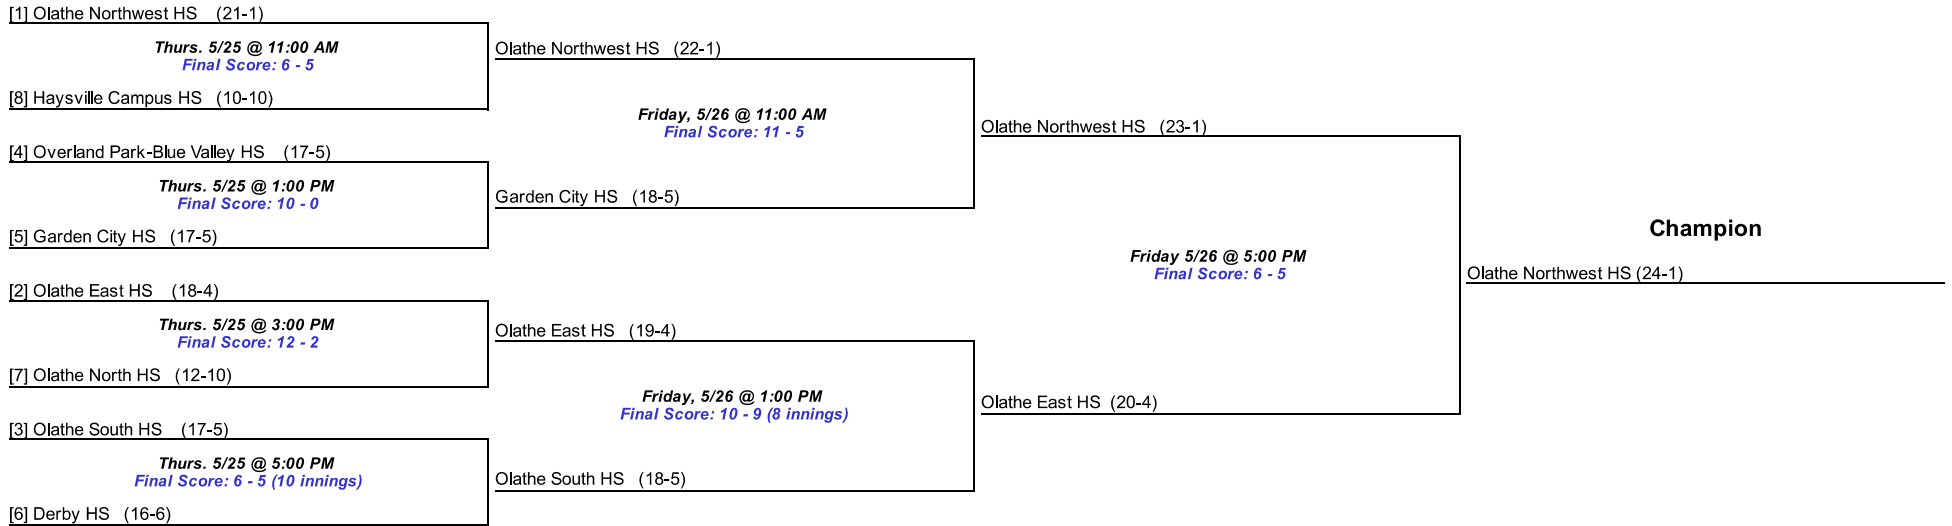 [1] Olathe Northwest HS (21-1)
Thurs. 5/25 @ 11:00 AM
Final Score: 6 - 5
[8] Haysville Campus HS (10-10)
[4] Overland Park-Blue Valley HS (17-5)
Thurs. 5/25 @ 1:00 PM
Final Score: 10 - 0
[5] Garden City HS (17-5)
[2] Olathe East HS (18-4)
Thurs. 5/25 @ 3:00 PM
Final Score: 12 - 2
[7] Olathe North HS (12-10)
[3] Olathe South HS (17-5)
Thurs. 5/25 @ 5:00 PM
Final Score: 6 - 5 (10 innings)
[6] Derby HS (16-6)
Olathe Northwest HS (22-1)
Friday, 5/26 @ 11:00 AM
Final Score: 11 - 5
Garden City HS (18-5)
Olathe East HS (19-4)
Friday, 5/26 @ 1:00 PM
Final Score: 10 - 9 (8 innings)
Olathe South HS (18-5)
Olathe Northwest HS (23-1)
Friday 5/26 @ 5:00 PM
Final Score: 6 - 5
Olathe East HS (20-4)
Champion
Olathe Northwest HS (24-1)